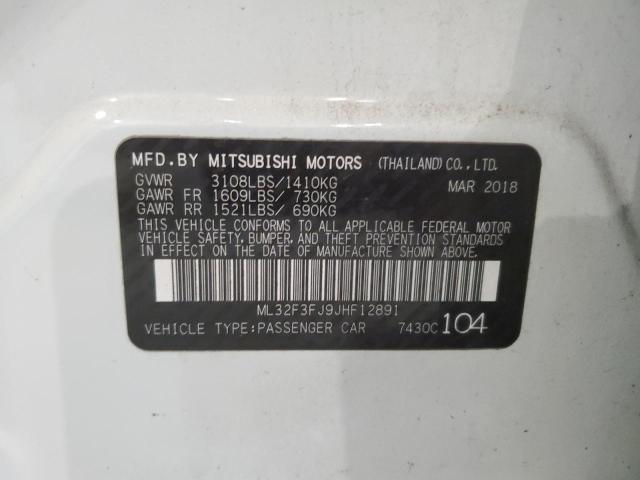 MFD. BY MITSUBISHI MOTORS (THAILAND) CO., LTD.
GVWR 3108LBS/1410KG MAR 2018
GAWR FR 1609LBS/ 730KG
GAWR RR 1521LBS/ 690KG
THIS VEHICLE CONFORMS TO ALL APPLICABLE FEDERAL MOTOR
VEHICLE SAFETY, BUMPER, AND THEFT PREVENTION STANDARDS
IN EFFECT ON THE DATE OF MANUFACTURE SHOWN ABOVE.
ML32F3FJ9JHF12891
VEHICLE TYPE:PASSENGER CAR 7430C 104